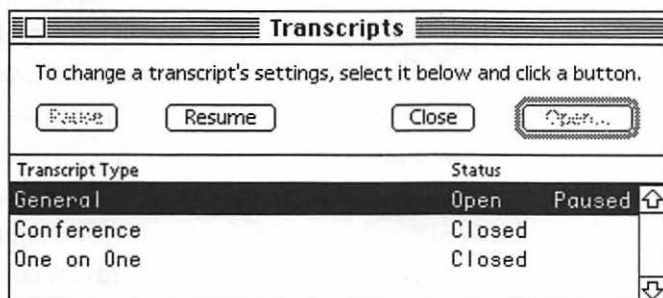 Transcripts
To change a transcript's settings, select it below and click a button.
Pause Resume Close Open...
Transcript Type Status
General Open Paused
Conference Closed
One on One Closed